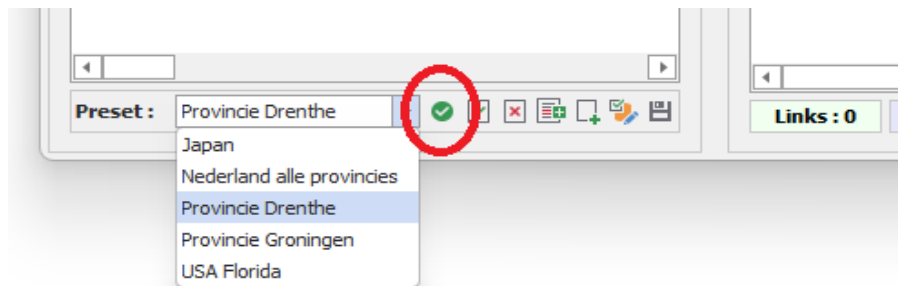 Preset : Provincie Drenthe
Links : 0
Japan
Nederland alle provincies
Provincie Drenthe
Provincie Groningen
USA Florida